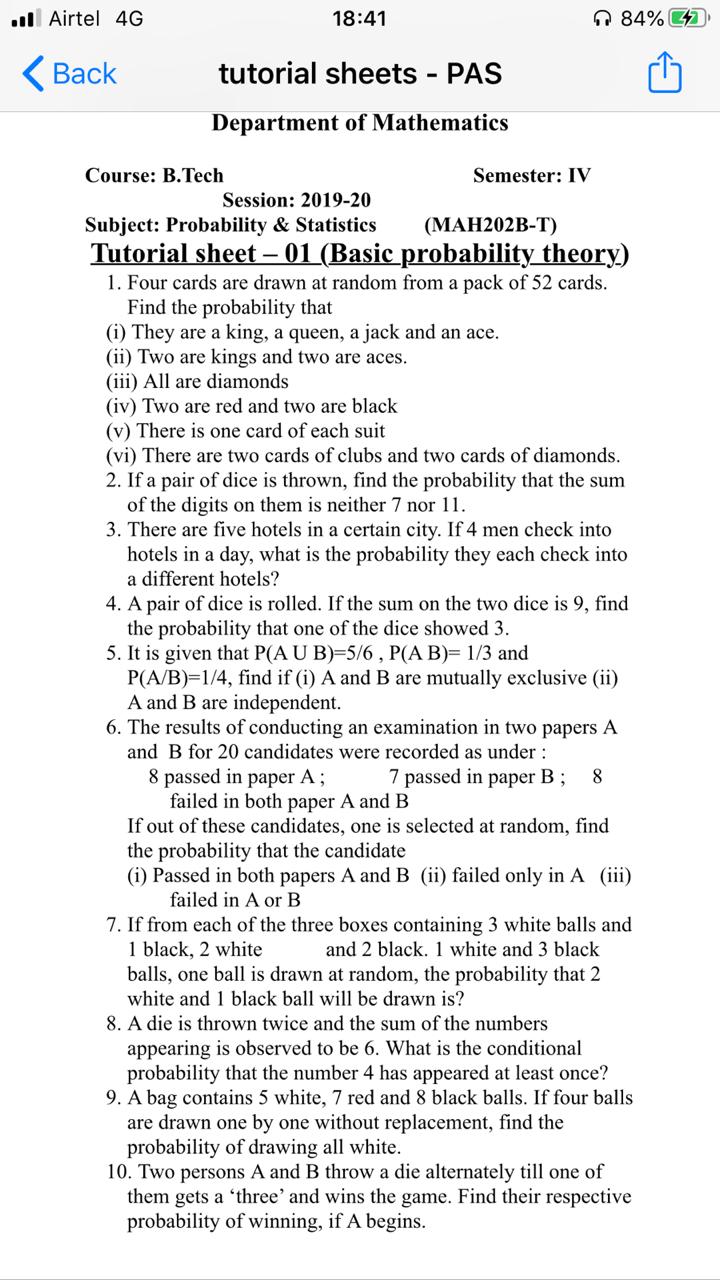 Airtel 4G 18:41 84%
Back tutorial sheets - PAS
Department of Mathematics
Course: B.Tech Semester: IV
Session: 2019-20
Subject: Probability & Statistics (MAH202B-T)
Tutorial sheet – 01 (Basic probability theory)
1. Four cards are drawn at random from a pack of 52 cards.
Find the probability that
(i) They are a king, a queen, a jack and an ace.
(ii) Two are kings and two are aces.
(iii) All are diamonds
(iv) Two are red and two are black
(v) There is one card of each suit
(vi) There are two cards of clubs and two cards of diamonds.
2. If a pair of dice is thrown, find the probability that the sum
of the digits on them is neither 7 nor 11.
3. There are five hotels in a certain city. If 4 men check into
hotels in a day, what is the probability they each check into
a different hotels?
4. A pair of dice is rolled. If the sum on the two dice is 9, find
the probability that one of the dice showed 3.
5. It is given that P(A U B)=5/6 , P(A B)= 1/3 and
P(A/B)=1/4, find if (i) A and B are mutually exclusive (ii)
A and B are independent.
6. The results of conducting an examination in two papers A
and B for 20 candidates were recorded as under :
8 passed in paper A ; 7 passed in paper B ; 8
failed in both paper A and B
If out of these candidates, one is selected at random, find
the probability that the candidate
(i) Passed in both papers A and B (ii) failed only in A (iii)
failed in A or B
7. If from each of the three boxes containing 3 white balls and
1 black, 2 white and 2 black. 1 white and 3 black
balls, one ball is drawn at random, the probability that 2
white and 1 black ball will be drawn is?
8. A die is thrown twice and the sum of the numbers
appearing is observed to be 6. What is the conditional
probability that the number 4 has appeared at least once?
9. A bag contains 5 white, 7 red and 8 black balls. If four balls
are drawn one by one without replacement, find the
probability of drawing all white.
10. Two persons A and B throw a die alternately till one of
them gets a ‘three’ and wins the game. Find their respective
probability of winning, if A begins.